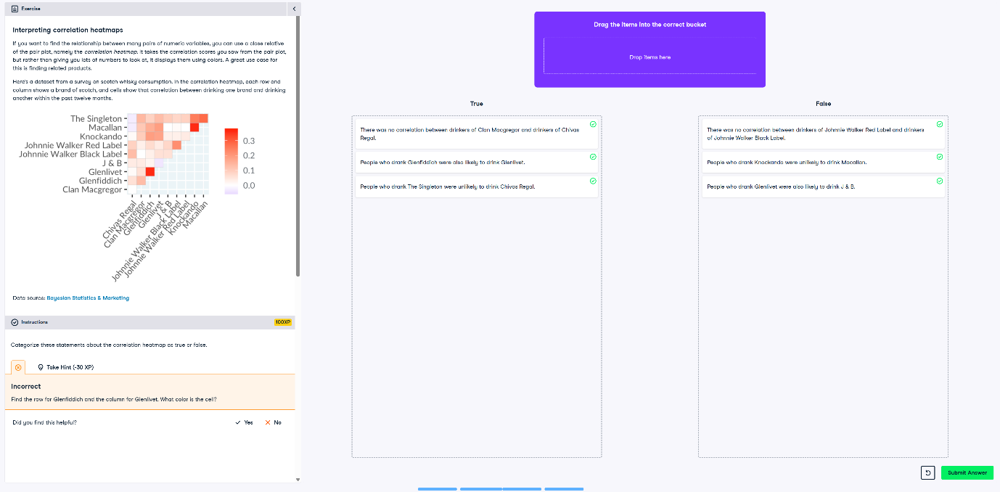 Exercise
Interpreting correlation heatmaps
If you want to find the relationship between many pairs of numeric variables, you can use a close relative
of the pair plot, namely the correlation heatmap. It takes the correlation scores you saw from the pair plot,
but rather than giving you lots of numbers to look at, it displays them using colors. A great use case for
this is finding related products.
Here's a dataset from a survey on scotch whisky consumption. In the correlation heatmap, each row and
column shows a brand of scotch, and cells show that correlation between drinking one brand and drinking
another within the past twelve months.
The Singleton
Macallan
Knockando
Johnnie Walker Red Label
Johnnie Walker Black Label
J & B
Glenlivet
Glenfiddich
Clan Macgregor
Chivas Regal
Clan Macgregor
Glenfiddich
Glenlivet
J & B
Johnnie Walker Black Label
Johnnie Walker Red Label
Knockando
Macallan
0.3
0.2
0.1
0.0
Data source: Bayesian Statistics & Marketing
Instructions
100XP
Categorize these statements about the correlation heatmap as true or false.
Take Hint (-30 XP)
Incorrect
Find the row for Glenfiddich and the column for Glenlivet. What color is the cell?
Did you find this helpful?
Yes
No
Drag the items into the correct bucket
Drop items here
True
There was no correlation between drinkers of Clan Macgregor and drinkers of Chivas
Regal.
People who drank Glenfiddich were also likely to drink Glenlivet.
People who drank The Singleton were unlikely to drink Chivas Regal.
False
There was no correlation between drinkers of Johnnie Walker Red Label and drinkers
of Johnnie Walker Black Label.
People who drank Knockando were unlikely to drink Macallan.
People who drank Glenlivet were also likely to drink J & B.
Submit Answer